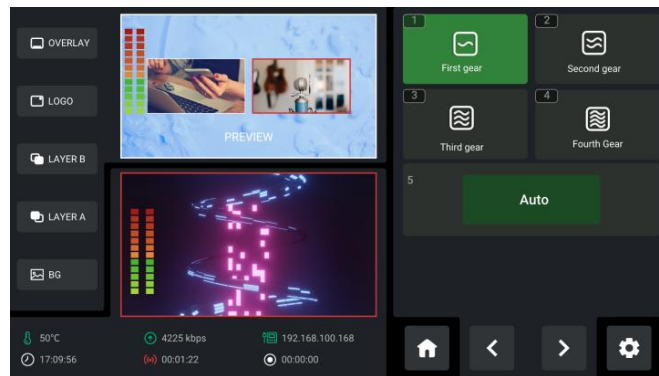 OVERLAY
LOGO
LAYER B
LAYER A
BG
PREVIEW
1
First gear
2
Second gear
3
Third gear
4
Fourth Gear
5
Auto
50°C
4225 kbps
192.168.100.168
17:09:56
00:01:22
00:00:00